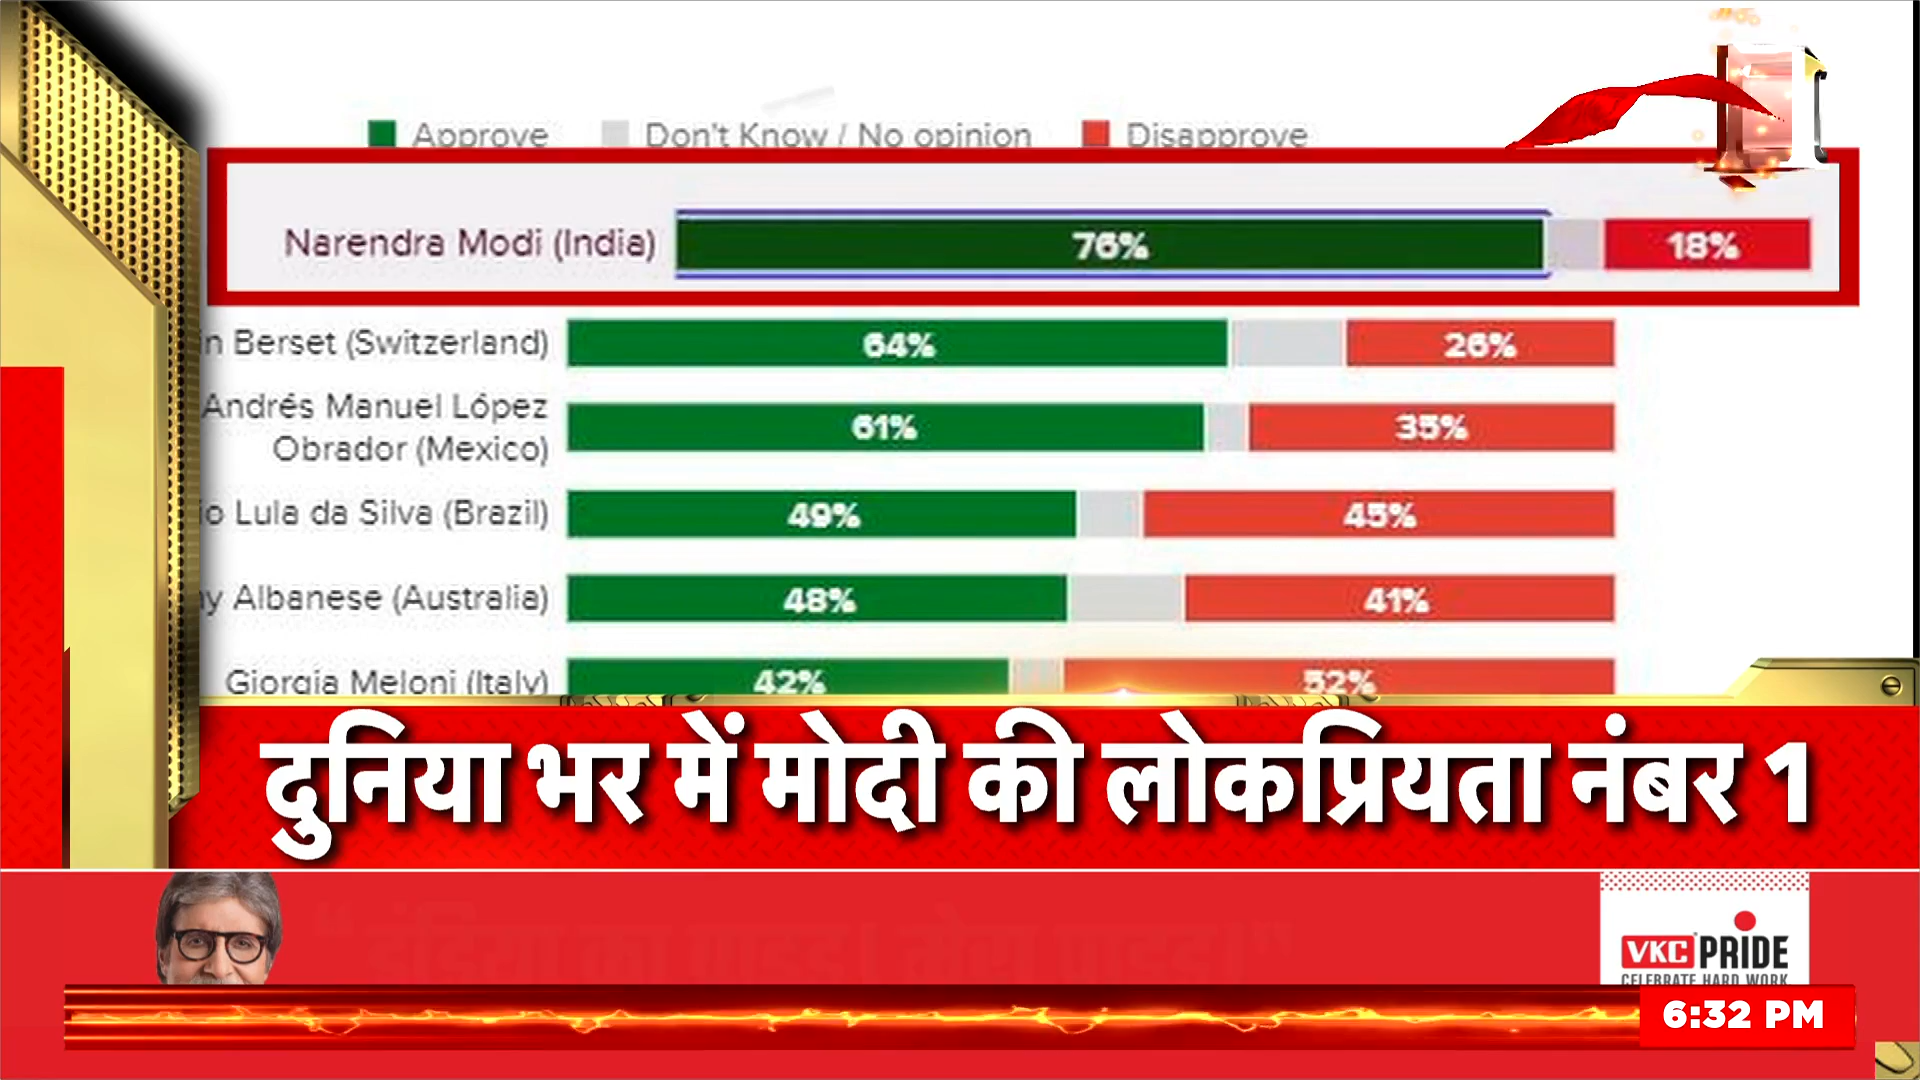 Approve Don't Know / No opinion Disapprove
Narendra Modi (India) 76% 18%
n Berset (Switzerland) 64% 26%
Andrés Manuel López
Obrador (Mexico) 61% 35%
io Lula da Silva (Brazil) 49% 45%
ny Albanese (Australia) 48% 41%
Giorgia Meloni (Italy) 42% 52%
दुनिया भर में मोदी की लोकप्रियता नंबर 1
VKC PRIDE
CELEBRATE HARD WORK
6:32 PM